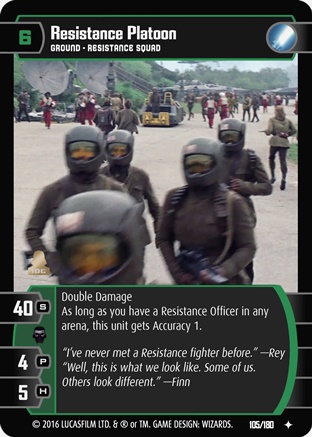 6 Resistance Platoon
GROUND - RESISTANCE SQUAD
IDG
40 S
4 P
5 H
Double Damage
As long as you have a Resistance Officer in any
arena, this unit gets Accuracy 1.
“I’ve never met a Resistance fighter before.” —Rey
“Well, this is what we look like. Some of us.
Others look different.” —Finn
© 2016 LUCASFILM LTD. & ® or TM. GAME DESIGN: WIZARDS. 105/180